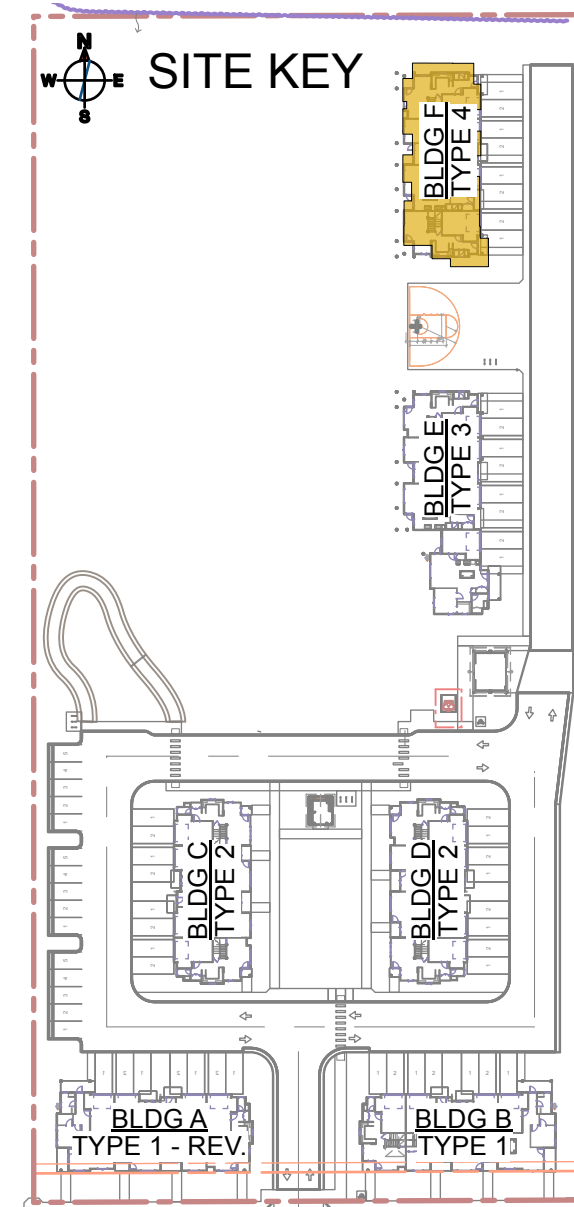 N
W E
S
SITE KEY
BLDG F
TYPE 4
BLDG E
TYPE 3
BLDG C
TYPE 2
BLDG D
TYPE 2
BLDG A
TYPE 1 - REV.
BLDG B
TYPE 1